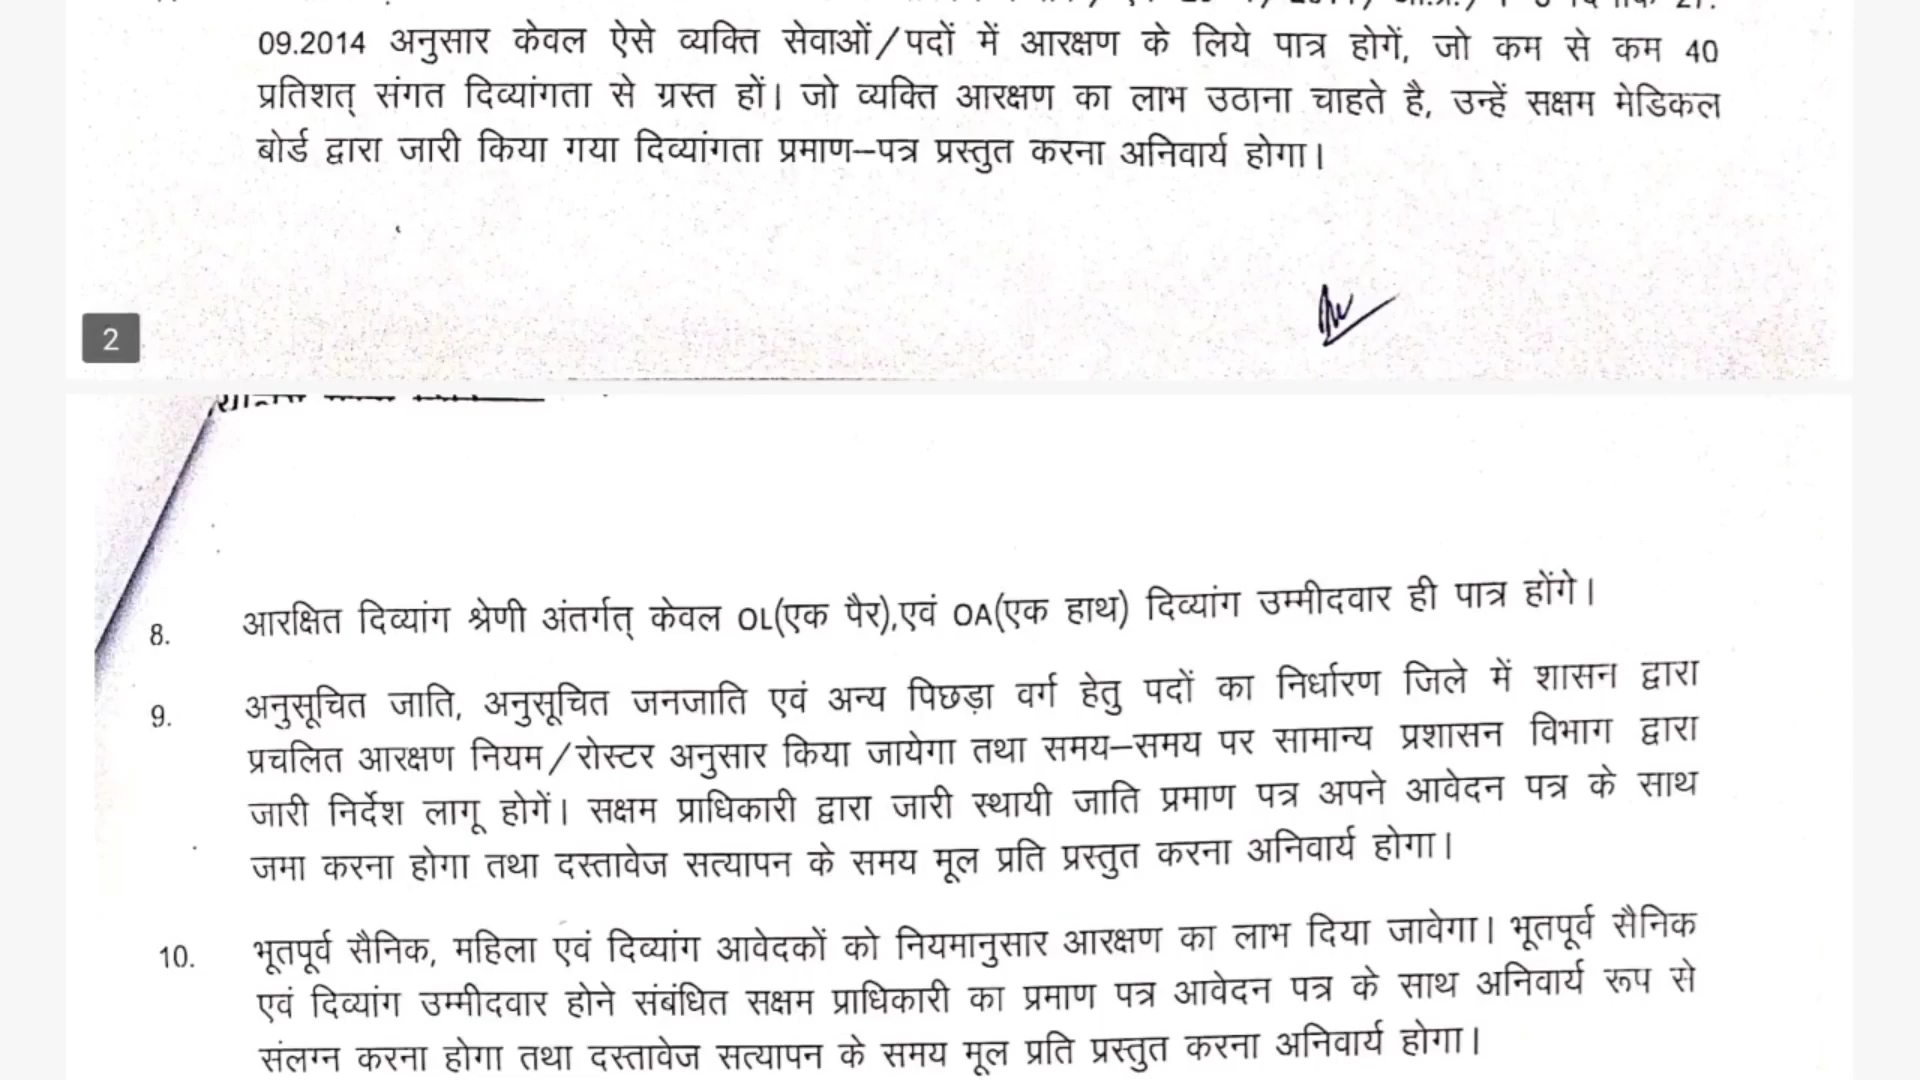 09.2014 अनुसार केवल ऐसे व्यक्ति सेवाओं/पदों में आरक्षण के लिये पात्र होगें, जो कम से कम 40
प्रतिशत् संगत दिव्यांगता से ग्रस्त हों। जो व्यक्ति आरक्षण का लाभ उठाना चाहते है, उन्हें सक्षम मेडिकल
बोर्ड द्वारा जारी किया गया दिव्यांगता प्रमाण–पत्र प्रस्तुत करना अनिवार्य होगा।
2
8. आरक्षित दिव्यांग श्रेणी अंतर्गत् केवल OL(एक पैर),एवं OA(एक हाथ) दिव्यांग उम्मीदवार ही पात्र होंगे।
9. अनुसूचित जाति, अनुसूचित जनजाति एवं अन्य पिछड़ा वर्ग हेतु पदों का निर्धारण जिले में शासन द्वारा
प्रचलित आरक्षण नियम/रोस्टर अनुसार किया जायेगा तथा समय–समय पर सामान्य प्रशासन विभाग द्वारा
जारी निर्देश लागू होगें। सक्षम प्राधिकारी द्वारा जारी स्थायी जाति प्रमाण पत्र अपने आवेदन पत्र के साथ
जमा करना होगा तथा दस्तावेज सत्यापन के समय मूल प्रति प्रस्तुत करना अनिवार्य होगा।
10. भूतपूर्व सैनिक, महिला एवं दिव्यांग आवेदकों को नियमानुसार आरक्षण का लाभ दिया जावेगा। भूतपूर्व सैनिक
एवं दिव्यांग उम्मीदवार होने संबंधित सक्षम प्राधिकारी का प्रमाण पत्र आवेदन पत्र के साथ अनिवार्य रूप से
संलग्न करना होगा तथा दस्तावेज सत्यापन के समय मूल प्रति प्रस्तुत करना अनिवार्य होगा।